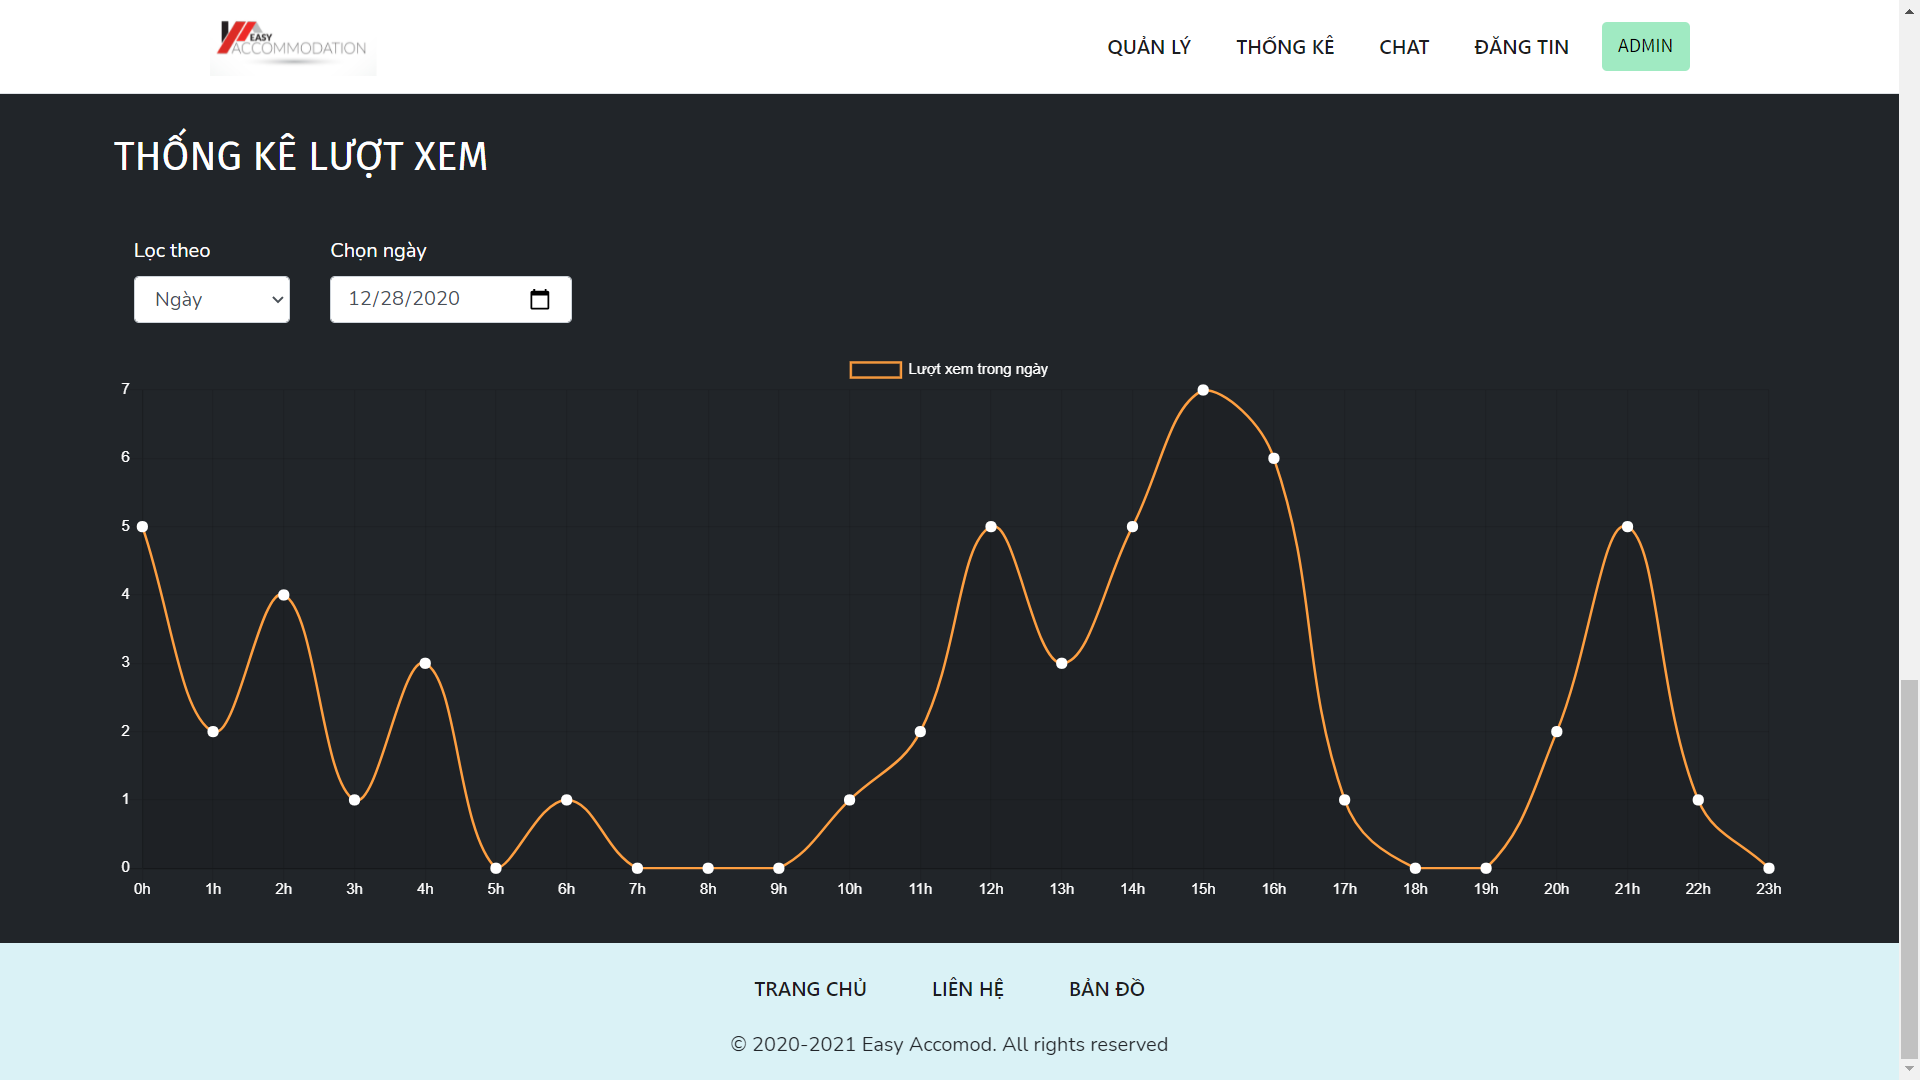 EASY
ACCOMMODATION
QUẢN LÝ THỐNG KÊ CHAT ĐĂNG TIN ADMIN
THỐNG KÊ LƯỢT XEM
Lọc theo Chọn ngày
Ngày 12/28/2020
Lượt xem trong ngày
7
6
5
4
3
2
1
0
0h 1h 2h 3h 4h 5h 6h 7h 8h 9h 10h 11h 12h 13h 14h 15h 16h 17h 18h 19h 20h 21h 22h 23h
TRANG CHỦ LIÊN HỆ BẢN ĐỒ
© 2020-2021 Easy Accomod. All rights reserved